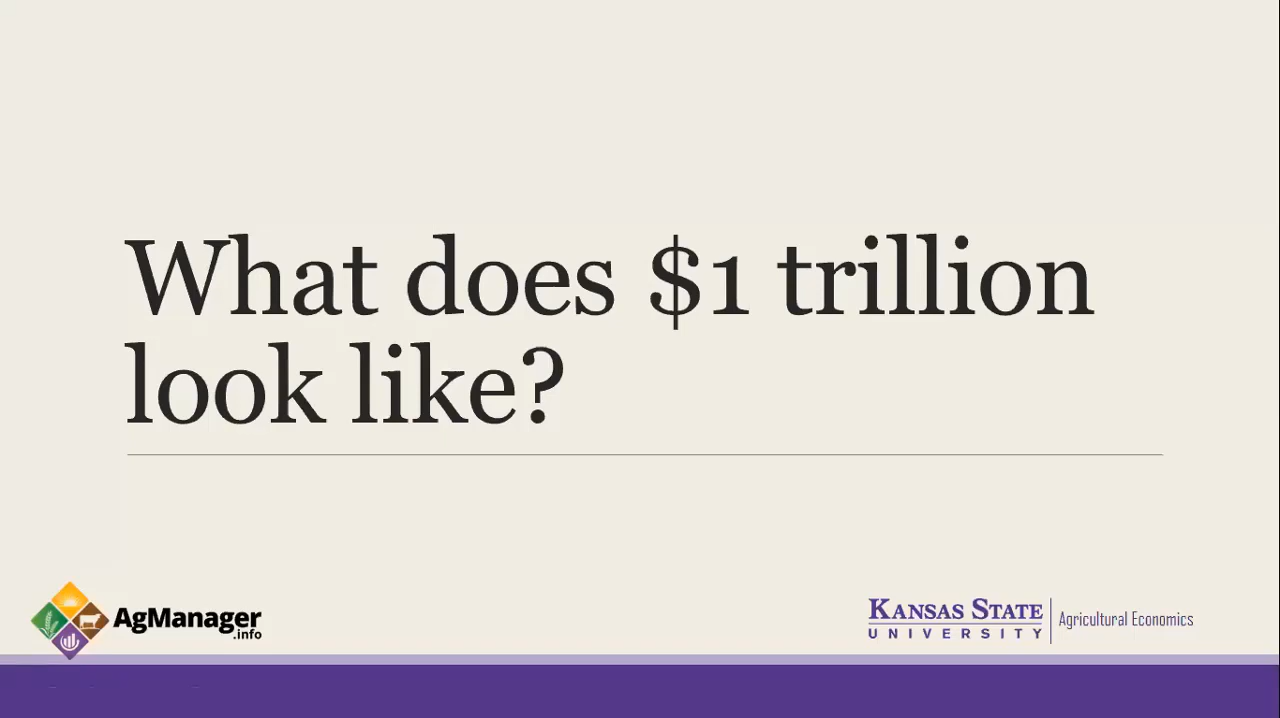 What does $1 trillion
look like?
AgManager
.info
KANSAS STATE
UNIVERSITY
Agricultural Economics